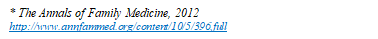 * The Annals of Family Medicine, 2012
http://www.annfammed.org/content/10/5/396.full